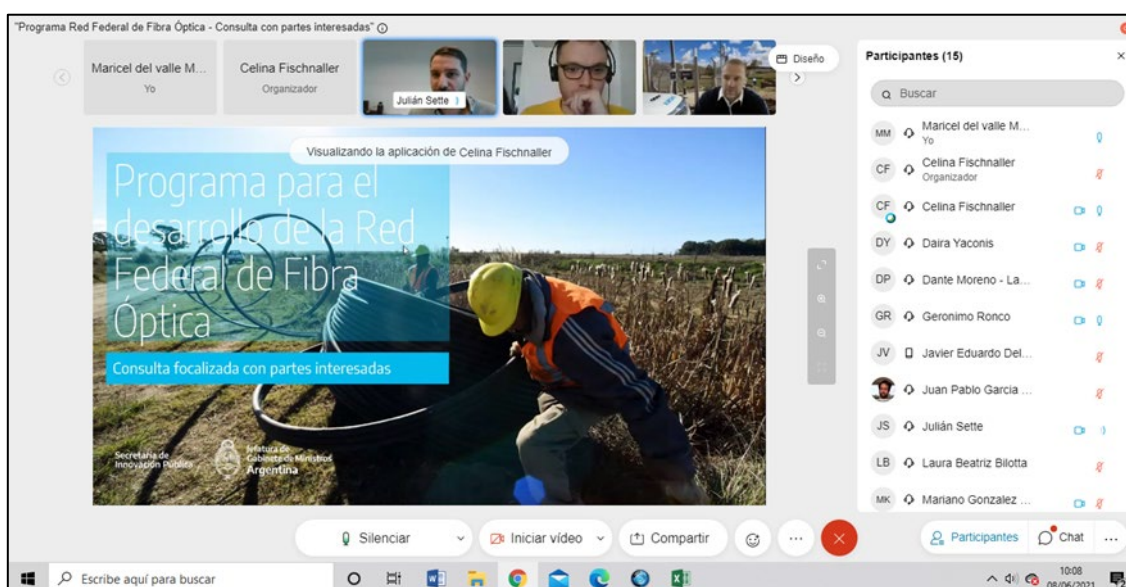 "Programa Red Federal de Fibra Óptica - Consulta con partes interesadas"
Maricel del valle M...
Yo
Celina Fischnaller
Organizador
Julián Sette
Diseño
Visualizando la aplicación de Celina Fischnaller
Programa para el
desarrollo de la Red
Federal de Fibra
Óptica
Consulta focalizada con partes interesadas
Secretaría de
Innovación Pública
Jefatura de
Gabinete de Ministros
Argentina
Participantes (15)
Buscar
MM Maricel del valle M...
Yo
CF Celina Fischnaller
Organizador
CF Celina Fischnaller
DY Daira Yaconis
DP Dante Moreno - La...
GR Geronimo Ronco
JV Javier Eduardo Del...
Juan Pablo Garcia ...
JS Julián Sette
LB Laura Beatriz Bilotta
MK Mariano Gonzalez ...
Silenciar
Iniciar vídeo
Compartir
Participantes
Chat
Escribe aquí para buscar
10:08
08/06/2021